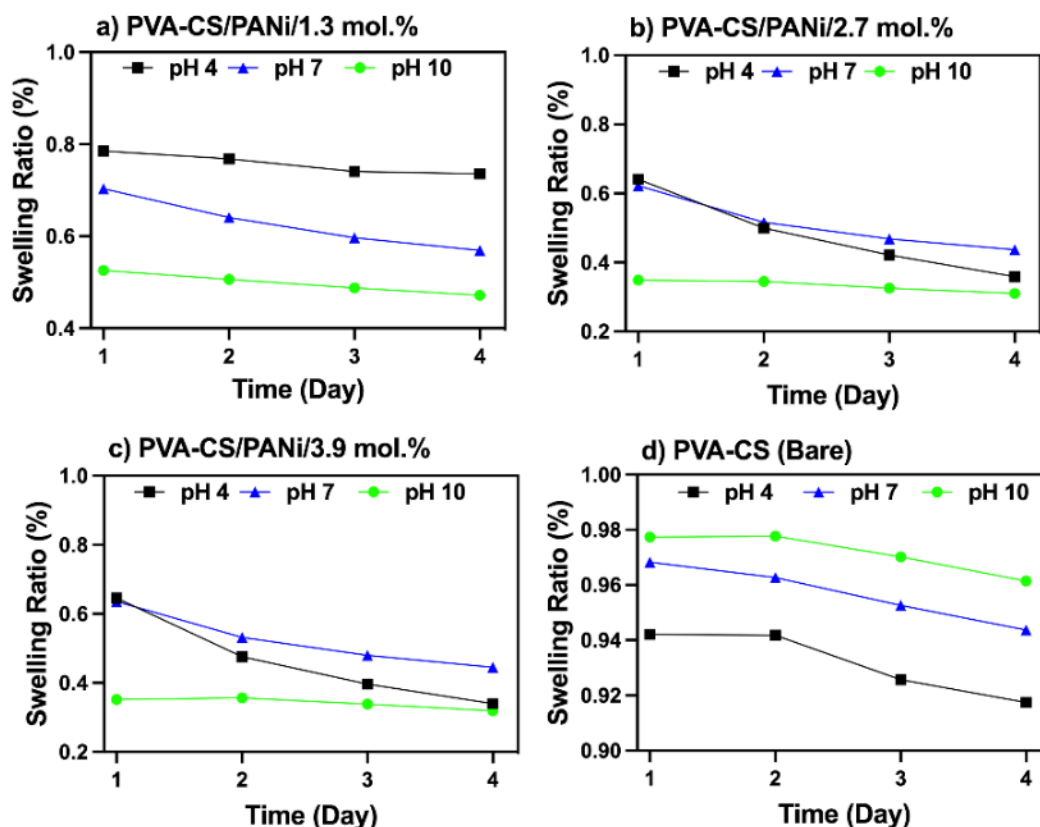 a) PVA-CS/PANi/1.3 mol.%
pH 4 pH 7 pH 10
Swelling Ratio (%)
1.0
0.8
0.6
0.4
1 2 3 4
Time (Day)
b) PVA-CS/PANi/2.7 mol.%
pH 4 pH 7 pH 10
Swelling Ratio (%)
1.0
0.8
0.6
0.4
0.2
1 2 3 4
Time (Day)
c) PVA-CS/PANi/3.9 mol.%
pH 4 pH 7 pH 10
Swelling Ratio (%)
1.0
0.8
0.6
0.4
0.2
1 2 3 4
Time (Day)
d) PVA-CS (Bare)
pH 4 pH 7 pH 10
Swelling Ratio (%)
1.00
0.98
0.96
0.94
0.92
0.90
1 2 3 4
Time (Day)